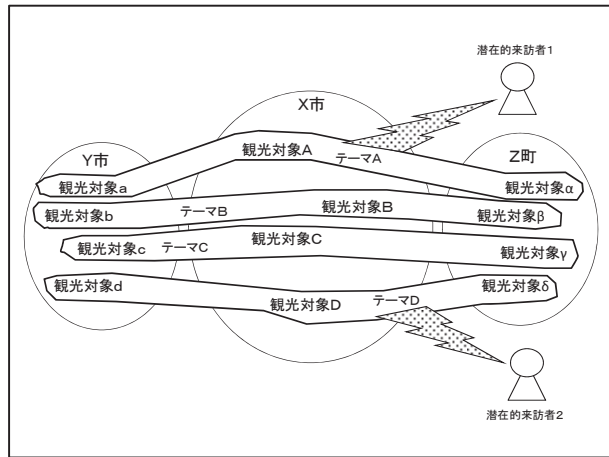 潜在的来訪者1
X市
Y市
Z町
観光対象A
テーマA
観光対象a
観光対象α
観光対象b
テーマB
観光対象B
観光対象β
観光対象c
テーマC
観光対象C
観光対象γ
観光対象d
観光対象D
テーマD
観光対象δ
潜在的来訪者2